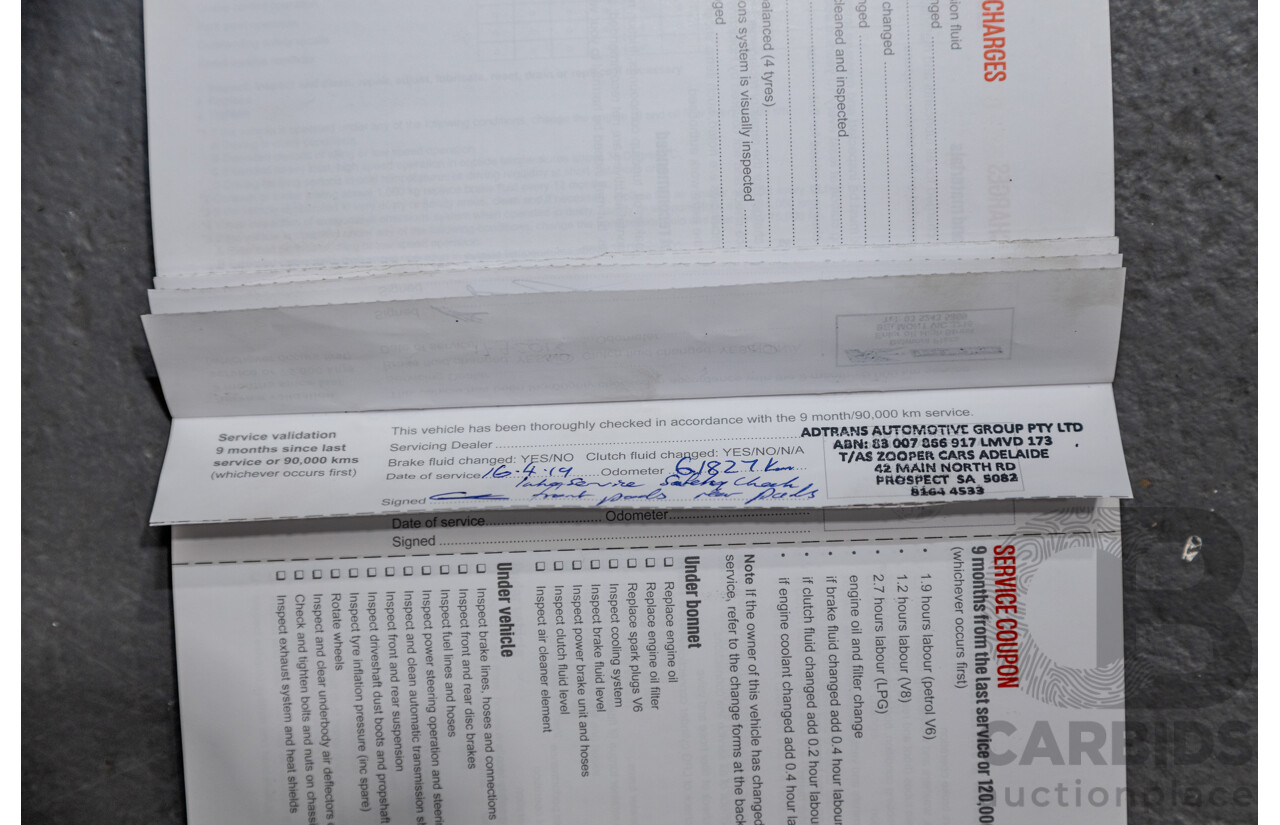 CHARGES
ion fluid
nged
changed
nged
cleaned and inspected
balanced (4 tyres)
ons system is visually inspected
ged
Service validation
9 months since last
service or 90,000 kms
(whichever occurs first)
This vehicle has been thoroughly checked in accordance with the 9 month/90,000 km service.
Servicing Dealer
Brake fluid changed: YES/NO Clutch fluid changed: YES/NO/N/A
Date of service 16-4-19 Odometer 61827 km
service safety check
Signed front pads rear pads
ADTRANS AUTOMOTIVE GROUP PTY LTD
ABN: 83 007 866 917 LMVD 173
T/AS ZOOPER CARS ADELAIDE
42 MAIN NORTH RD
PROSPECT SA 5082
8164 4533
Date of service Odometer
Signed
SERVICE COUPON
9 months from the last service or 120,00
(whichever occurs first)
• 1.9 hours labour (petrol V6)
• 1.2 hours labour (V8)
• 2.7 hours labour (LPG)
• engine oil and filter change
• if brake fluid changed add 0.4 hour labour
• if clutch fluid changed add 0.2 hour labou
• if engine coolant changed add 0.4 hour la
Note If the owner of this vehicle has changed
service, refer to the change forms at the back
Under bonnet
❑ Replace engine oil
❑ Replace engine oil filter
❑ Replace spark plugs V6
❑ Inspect cooling system
❑ Inspect brake fluid level
❑ Inspect power brake unit and hoses
❑ Inspect clutch fluid level
❑ Inspect air cleaner element
Under vehicle
❑ Inspect brake lines, hoses and connections
❑ Inspect front and rear disc brakes
❑ Inspect fuel lines and hoses
❑ Inspect power steering operation and steerin
❑ Inspect and clean automatic transmission sh
❑ Inspect front and rear suspension
❑ Inspect driveshaft dust boots and propshaft
❑ Inspect tyre inflation pressure (inc spare)
❑ Rotate wheels
❑ Inspect and clear underbody air deflectors
❑ Check and tighten bolts and nuts on chassi
❑ Inspect exhaust system and heat shields
CARBIDS
auctionplace